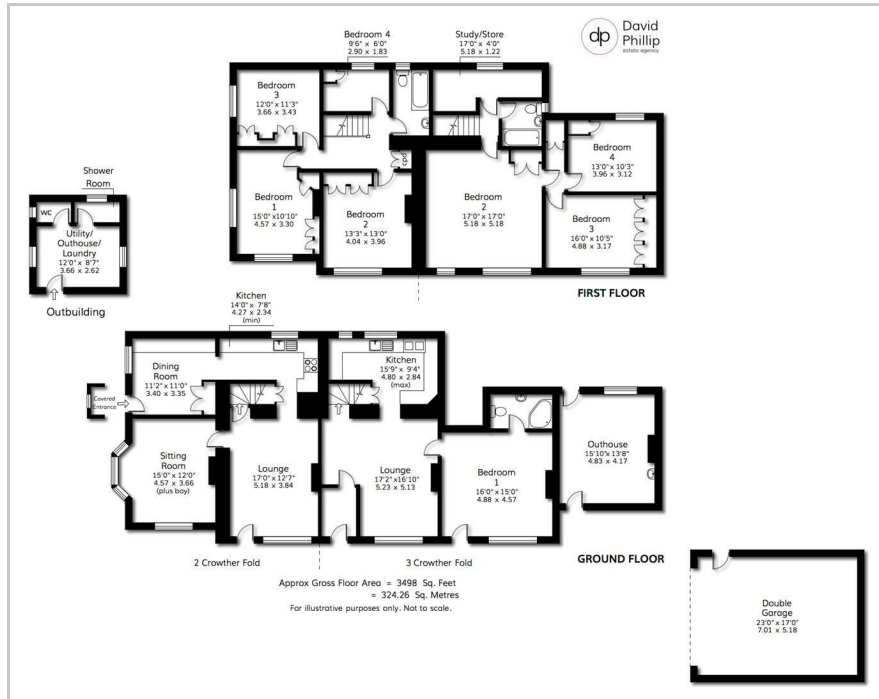 dp
David
Phillip
estate agency
Bedroom 4
9'6" x 6'0"
2.90 x 1.83
Study/Store
17'0" x 4'0"
5.18 x 1.22
Bedroom
3
12'0" x 11'3"
3.66 x 3.43
Bedroom
1
15'0" x10'10"
4.57 x 3.30
cpd
Bedroom
2
13'3" x 13'0"
4.04 x 3.96
Bedroom
2
17'0" x 17'0"
5.18 x 5.18
Bedroom
4
13'0" x 10'3"
3.96 x 3.12
Bedroom
3
16'0" x 10'5"
4.88 x 3.17
Shower
Room
wc
Utility/
Outhouse/
Laundry
12'0" x 8'7"
3.66 x 2.62
Outbuilding
FIRST FLOOR
Kitchen
14'0" x 7'8"
4.27 x 2.34
(min)
Dining
Room
11'2" x 11'0"
3.40 x 3.35
Covered
Entrance
Kitchen
15'9" x 9'4"
4.80 x 2.84
(max)
Sitting
Room
15'0" x 12'0"
4.57 x 3.66
(plus bay)
Lounge
17'0" x 12'7"
5.18 x 3.84
Lounge
17'2" x16'10"
5.23 x 5.13
Bedroom
1
16'0" x 15'0"
4.88 x 4.57
Outhouse
15'10" x 13'8"
4.83 x 4.17
2 Crowther Fold
3 Crowther Fold
GROUND FLOOR
Approx Gross Floor Area = 3498 Sq. Feet
= 324.26 Sq. Metres
For illustrative purposes only. Not to scale.
Double
Garage
23'0" x 17'0"
7.01 x 5.18